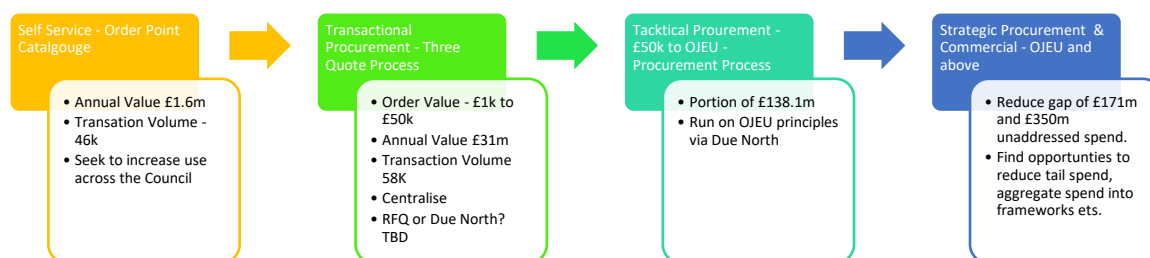 Self Service - Order Point
Catalgouge
• Annual Value £1.6m
• Transation Volume -
46k
• Seek to increase use
across the Council
Transactional
Procurement - Three
Quote Process
• Order Value - £1k to
£50k
• Annual Value £31m
• Transaction Volume
58K
• Centralise
• RFQ or Due North?
TBD
Tacktical Prourement -
£50k to OJEU -
Procurement Process
• Portion of £138.1m
• Run on OJEU principles
via Due North
Strategic Procurement &
Commercial - OJEU and
above
• Reduce gap of £171m
and £350m
unaddressed spend.
• Find opportunties to
reduce tail spend,
aggregate spend into
frameworks ets.